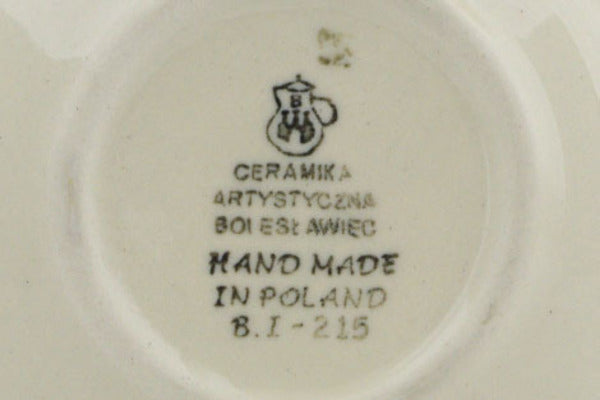 B
CERAMIKA
ARTYSTYCZNA
BOLESŁAWIEC
HAND MADE
IN POLAND
B.I-215